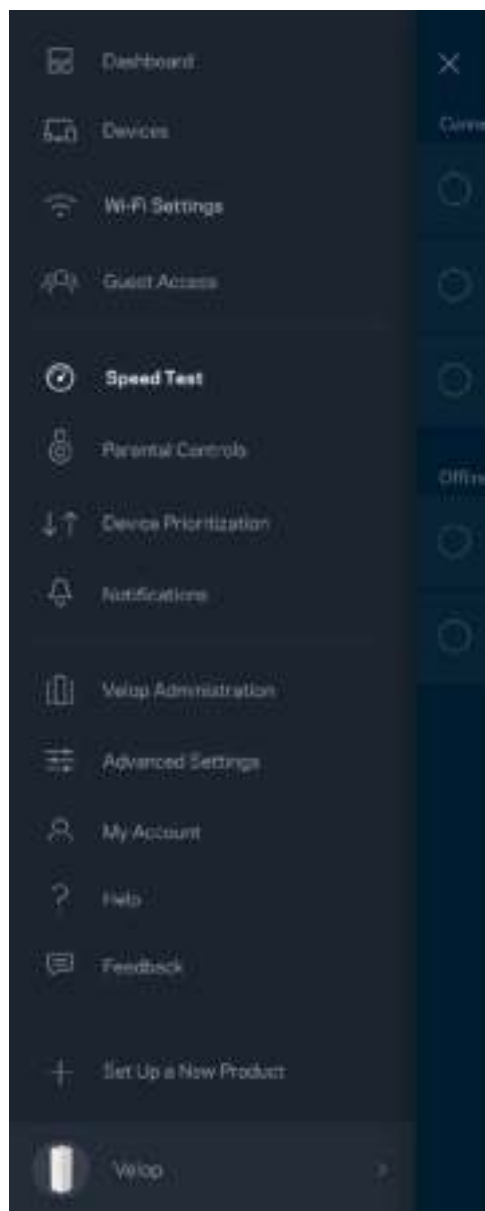 Dashboard
Devices
Wi-Fi Settings
Guest Access
Speed Test
Parental Controls
Device Prioritization
Notifications
Velop Administration
Advanced Settings
My Account
Help
Feedback
Set Up a New Product
Velop